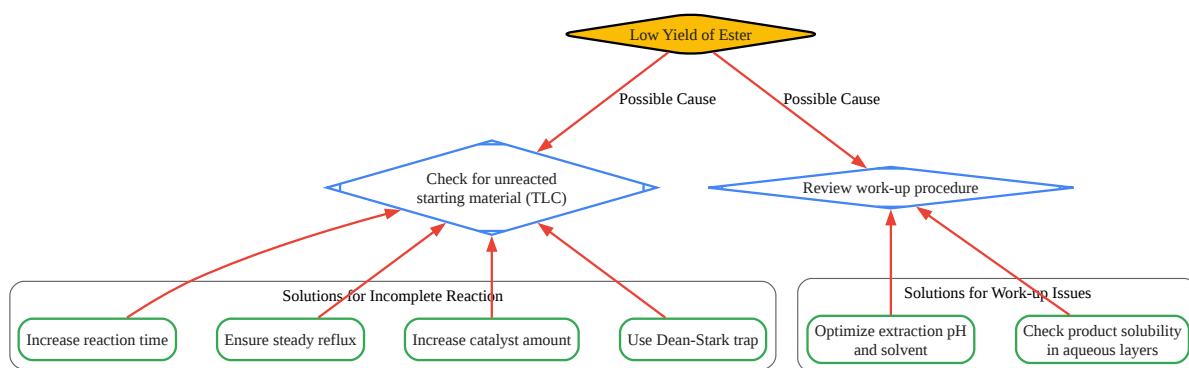 Low Yield of Ester
Possible Cause
Possible Cause
Check for unreacted
starting material (TLC)
Review work-up procedure
Solutions for Incomplete Reaction
Increase reaction time
Ensure steady reflux
Increase catalyst amount
Use Dean-Stark trap
Solutions for Work-up Issues
Optimize extraction pH
and solvent
Check product solubility
in aqueous layers